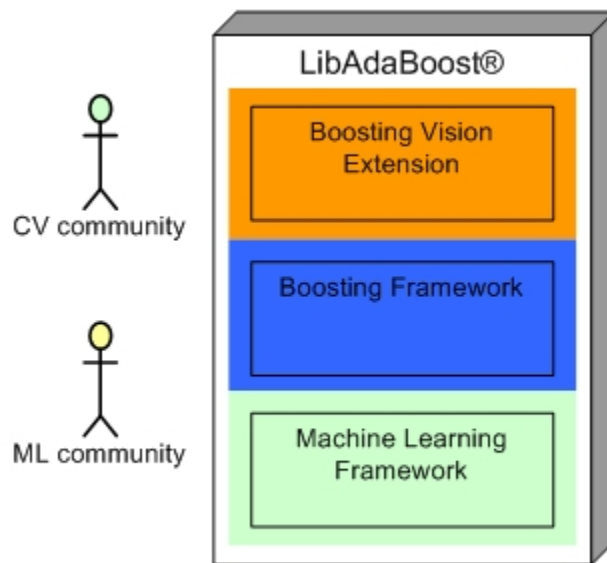 LibAdaBoost®
Boosting Vision
Extension
CV community
Boosting Framework
ML community
Machine Learning
Framework